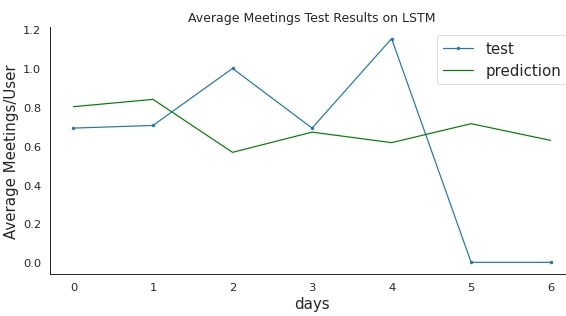 Average Meetings Test Results on LSTM
test
prediction
Average Meetings/User
1.2
1.0
0.8
0.6
0.4
0.2
0.0
0 1 2 3 4 5 6
days